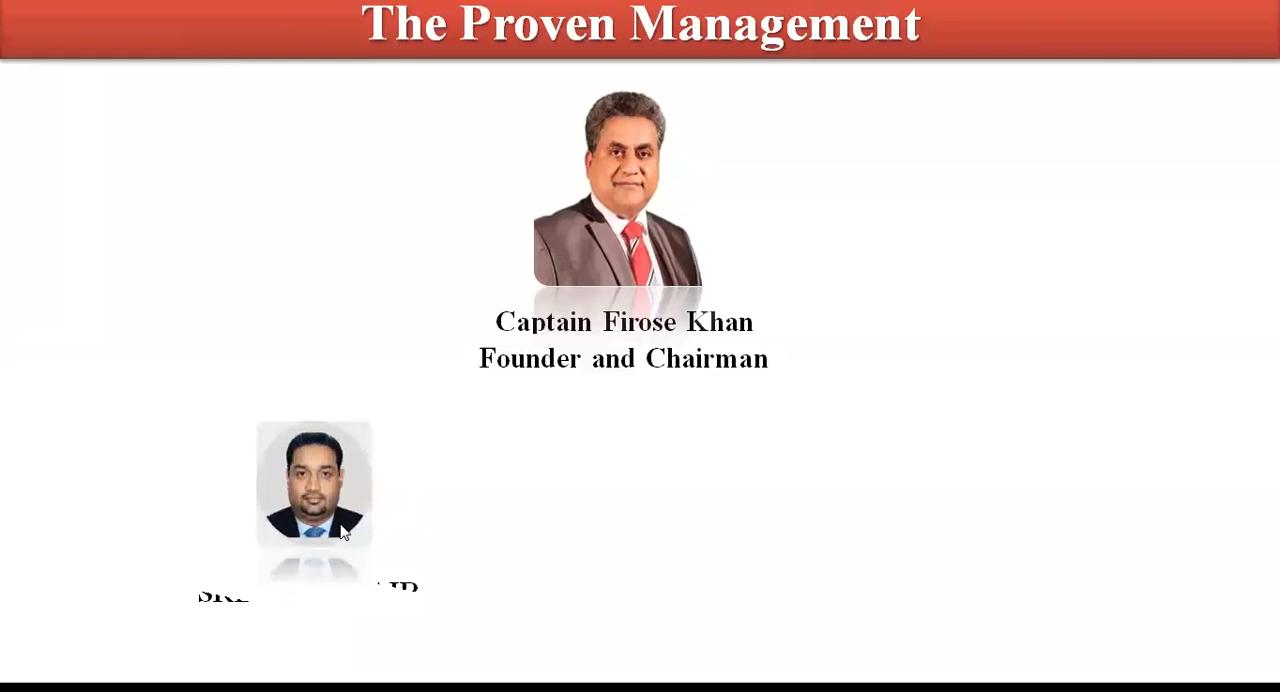 The Proven Management
Captain Firose Khan
Founder and Chairman